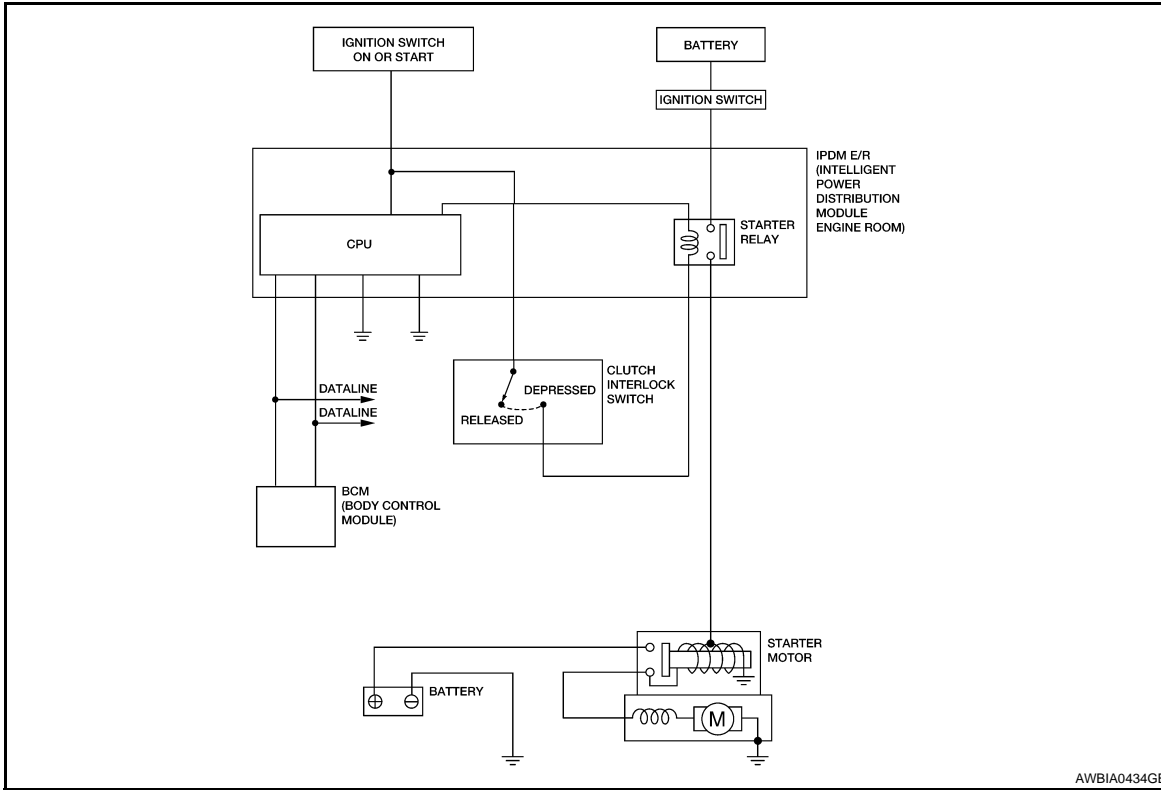 IGNITION SWITCH
ON OR START
BATTERY
IGNITION SWITCH
IPDM E/R
(INTELLIGENT
POWER
DISTRIBUTION
MODULE
ENGINE ROOM)
CPU
STARTER
RELAY
CLUTCH
INTERLOCK
SWITCH
DEPRESSED
RELEASED
DATALINE
DATALINE
BCM
(BODY CONTROL
MODULE)
STARTER
MOTOR
BATTERY
M
AWBIA0434GE